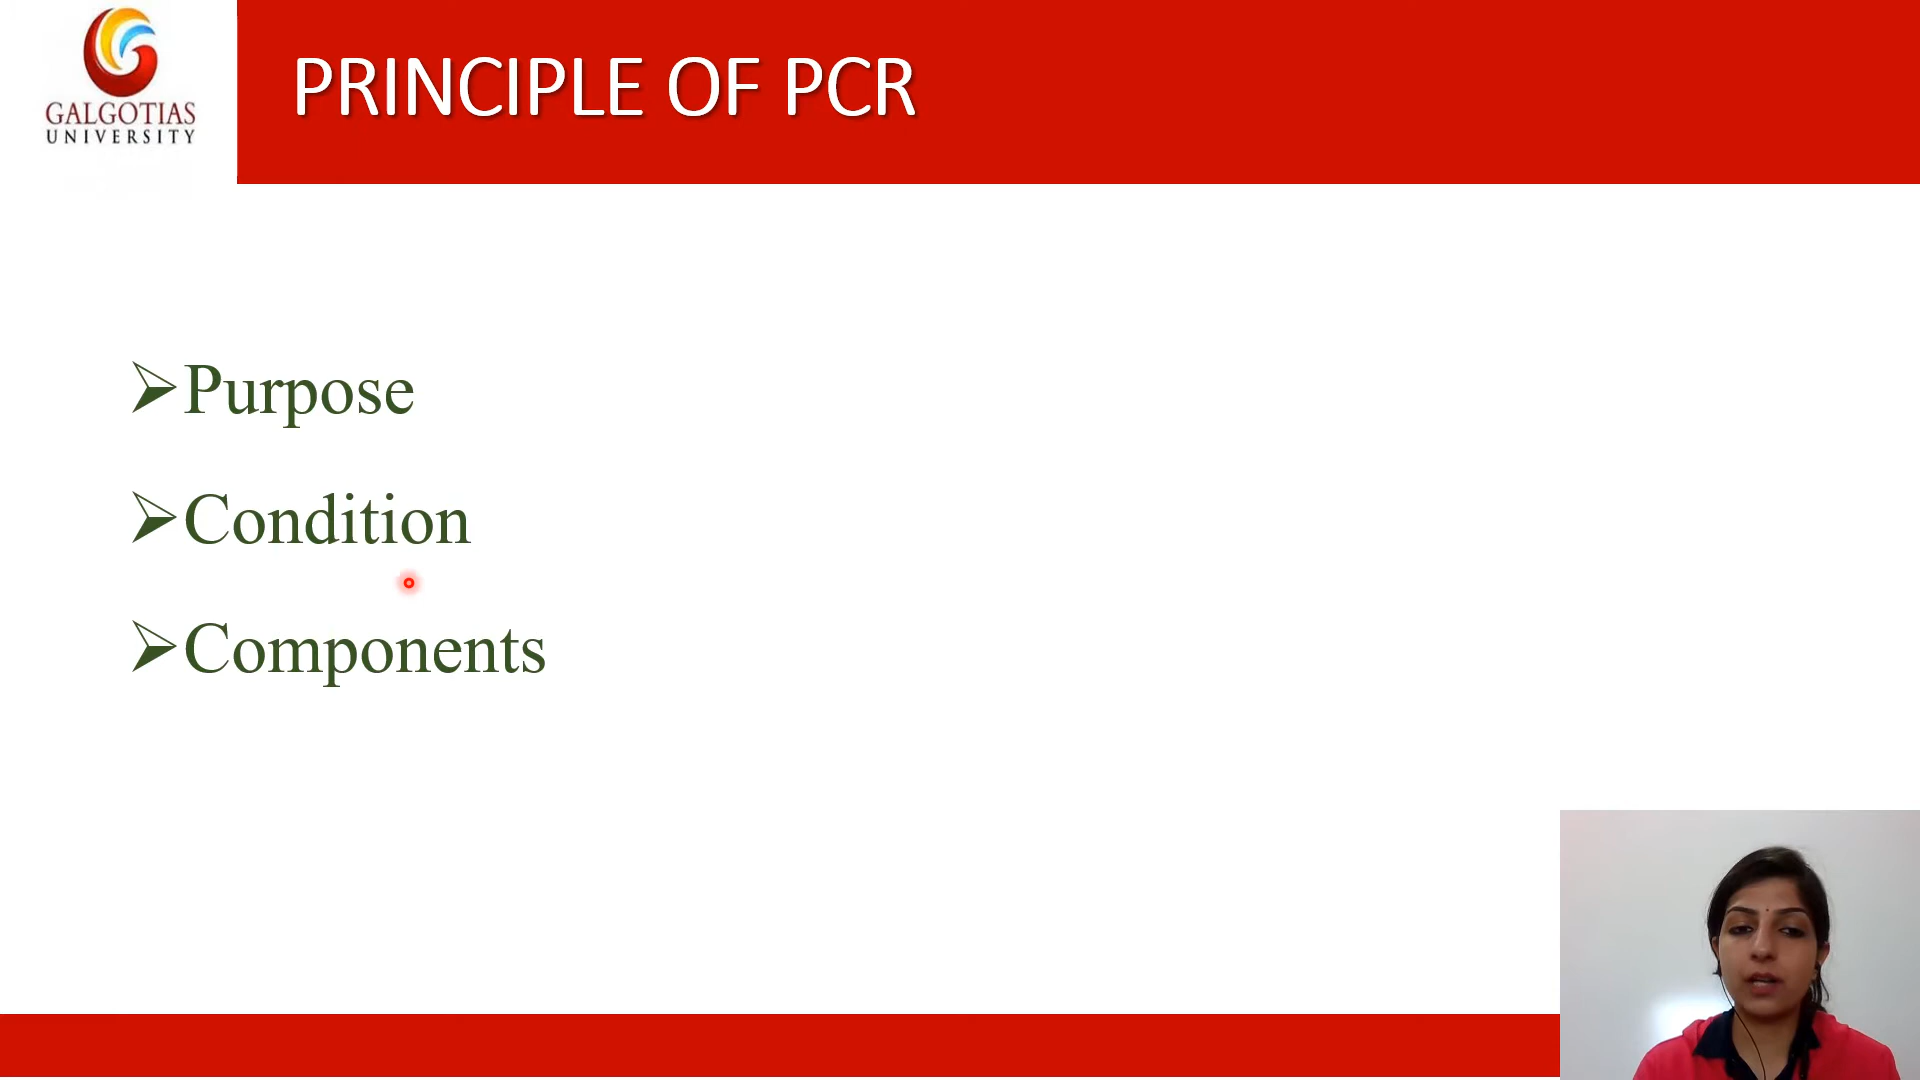 GALGOTIAS
UNIVERSITY
PRINCIPLE OF PCR
Purpose
Condition
Components